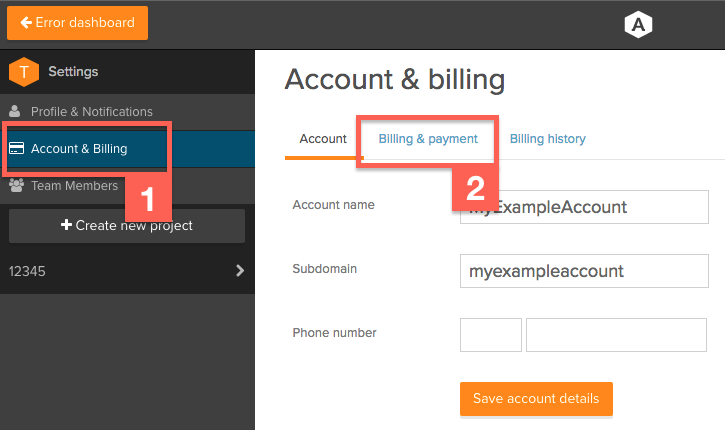 Error dashboard
A
T Settings
Profile & Notifications
Account & Billing
1
Team Members
Create new project
12345
Account & billing
Account Billing & payment Billing history
2
Account name myExampleAccount
Subdomain myexampleaccount
Phone number
Save account details